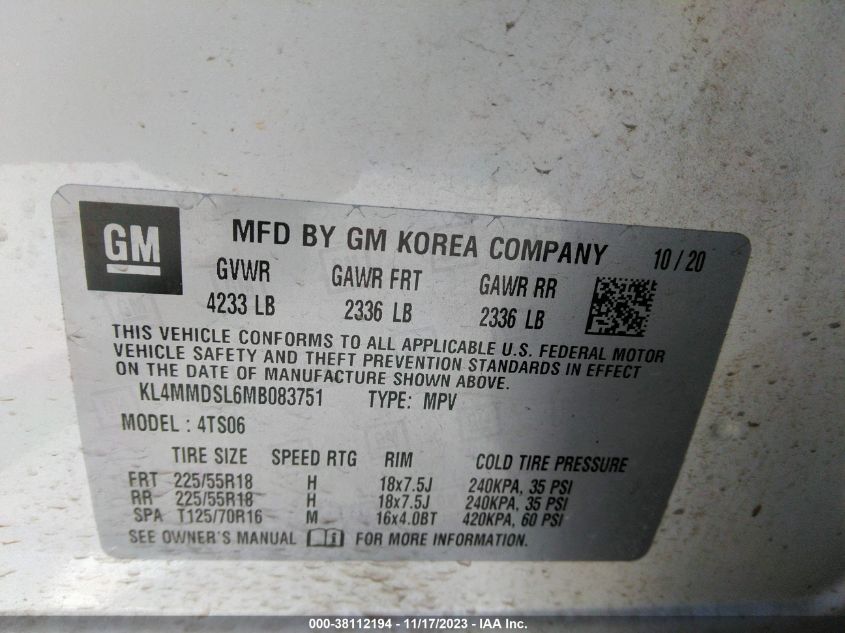 GM
MFD BY GM KOREA COMPANY 10/20
GVWR GAWR FRT GAWR RR
4233 LB 2336 LB 2336 LB
THIS VEHICLE CONFORMS TO ALL APPLICABLE U.S. FEDERAL MOTOR
VEHICLE SAFETY AND THEFT PREVENTION STANDARDS IN EFFECT
ON THE DATE OF MANUFACTURE SHOWN ABOVE.
KL4MMDSL6MB083751 TYPE: MPV
MODEL : 4TS06
TIRE SIZE SPEED RTG RIM COLD TIRE PRESSURE
FRT 225/55R18 H 18x7.5J 240KPA, 35 PSI
RR 225/55R18 H 18x7.5J 240KPA, 35 PSI
SPA T125/70R16 M 16x4.0BT 420KPA, 60 PSI
SEE OWNER'S MANUAL FOR MORE INFORMATION.
000-38112194 - 11/17/2023 - IAA Inc.